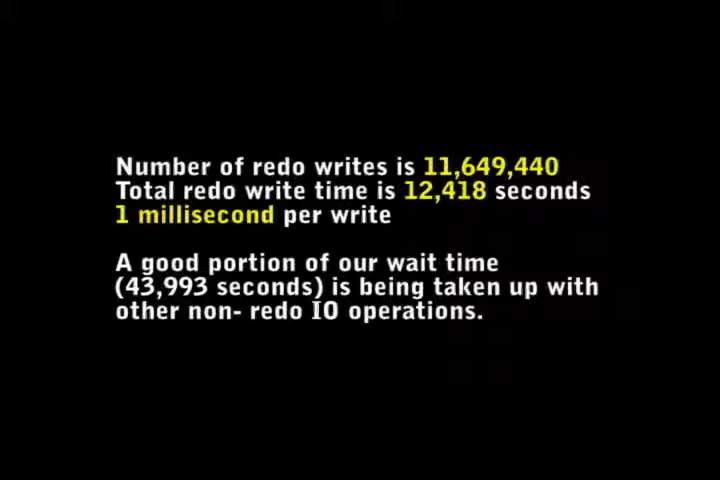 Number of redo writes is 11,649,440
Total redo write time is 12,418 seconds
1 millisecond per write
A good portion of our wait time
(43,993 seconds) is being taken up with
other non- redo IO operations.